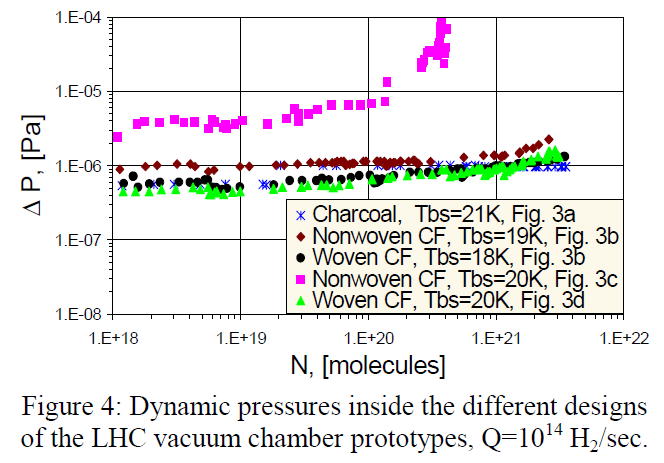 1.E-04
1.E-05
1.E-06
1.E-07
1.E-08
Δ P, [Pa]
✳ Charcoal, Tbs=21K, Fig. 3a
◆ Nonwoven CF, Tbs=19K, Fig. 3b
● Woven CF, Tbs=18K, Fig. 3b
■ Nonwoven CF, Tbs=20K, Fig. 3c
▲ Woven CF, Tbs=20K, Fig. 3d
1.E+18 1.E+19 1.E+20 1.E+21 1.E+22
N, [molecules]
Figure 4: Dynamic pressures inside the different designs
of the LHC vacuum chamber prototypes, Q=10¹⁴ H₂/sec.